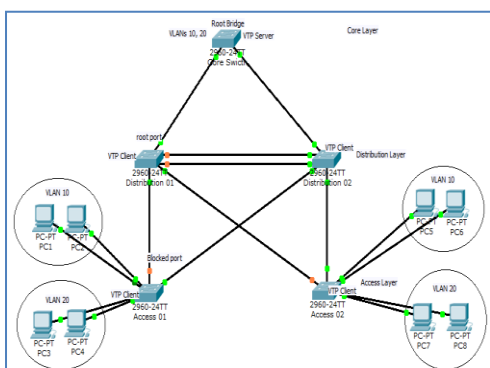 Root Bridge
VLANs 10, 20
VTP Server
Core Layer
2960-24TT
Core Swicth
root port
VTP Client
VTP Client
Distribution Layer
2960-24TT
Distribution 01
2960-24TT
Distribution 02
VLAN 10
PC-PT
PC1
PC-PT
PC2
VLAN 10
PC-PT
PC5
PC-PT
PC6
Blocked port
VTP Client
2960-24TT
Access 01
Access Layer
VTP Client
2960-24TT
Access 02
VLAN 20
PC-PT
PC3
PC-PT
PC4
VLAN 20
PC-PT
PC7
PC-PT
PC8